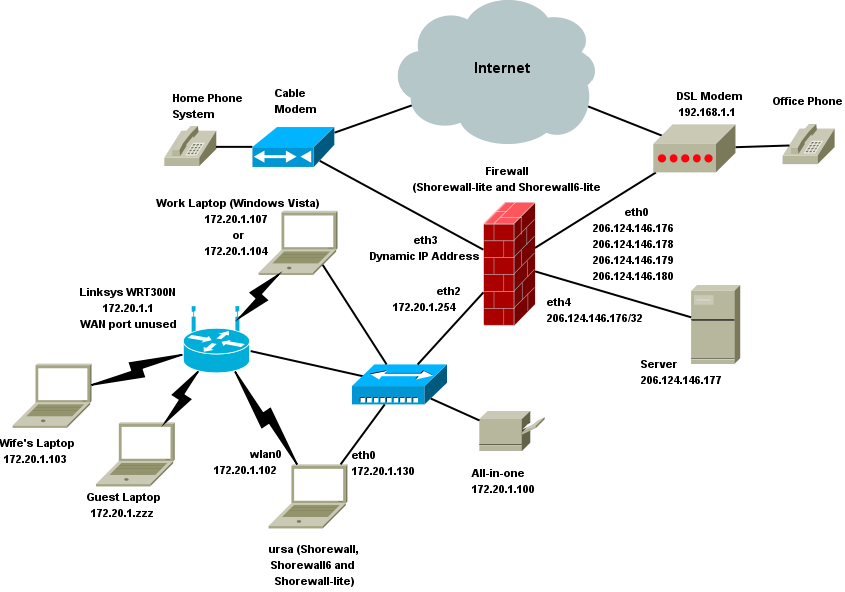 Internet
Home Phone
System
Cable
Modem
DSL Modem
192.168.1.1
Office Phone
Firewall
(Shorewall-lite and Shorewall6-lite
Work Laptop (Windows Vista)
172.20.1.107
or
172.20.1.104
eth3
Dynamic IP Address
eth0
206.124.146.176
206.124.146.178
206.124.146.179
206.124.146.180
eth2
172.20.1.254
eth4
206.124.146.176/32
Linksys WRT300N
172.20.1.1
WAN port unused
Server
206.124.146.177
Wife's Laptop
172.20.1.103
Guest Laptop
172.20.1.zzz
wlan0
172.20.1.102
eth0
172.20.1.130
All-in-one
172.20.1.100
ursa (Shorewall,
Shorewall6 and
Shorewall-lite)